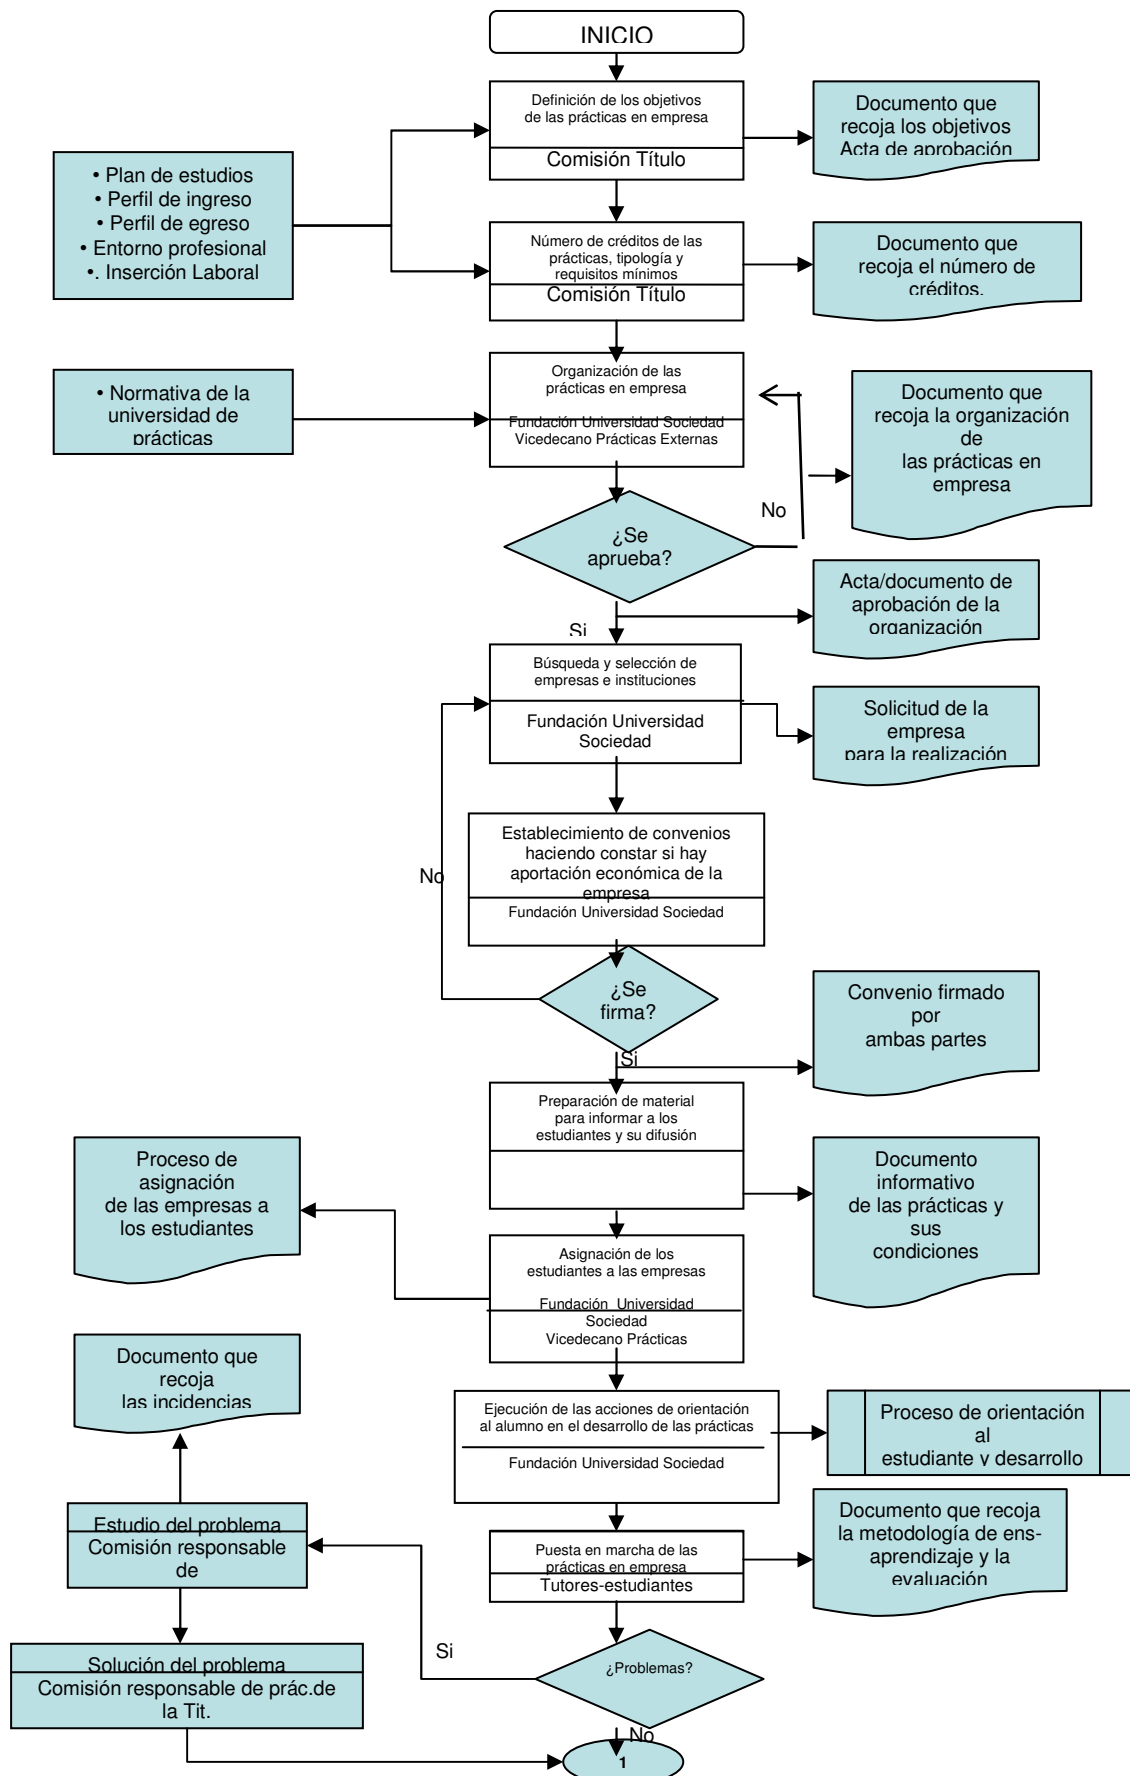 INICIO
Definición de los objetivos
de las prácticas en empresa
Comisión Título
Documento que
recoja los objetivos
Acta de aprobación
• Plan de estudios
• Perfil de ingreso
• Perfil de egreso
• Entorno profesional
•. Inserción Laboral
Número de créditos de las
prácticas, tipología y
requisitos mínimos
Comisión Título
Documento que
recoja el número de
créditos.
Organización de las
prácticas en empresa
Fundación Universidad Sociedad
Vicedecano Prácticas Externas
• Normativa de la
universidad de
prácticas
Documento que
recoja la organización
de
las prácticas en
empresa
No
¿Se
aprueba?
Acta/documento de
aprobación de la
organización
Si
Búsqueda y selección de
empresas e instituciones
Fundación Universidad
Sociedad
Solicitud de la
empresa
para la realización
Establecimiento de convenios
haciendo constar si hay
aportación económica de la
empresa
Fundación Universidad Sociedad
No
¿Se
firma?
Convenio firmado
por
ambas partes
Si
Preparación de material
para informar a los
estudiantes y su difusión
Proceso de
asignación
de las empresas a
los estudiantes
Documento
informativo
de las prácticas y
sus
condiciones
Asignación de los
estudiantes a las empresas
Fundación Universidad
Sociedad
Vicedecano Prácticas
Documento que
recoja
las incidencias
Ejecución de las acciones de orientación
al alumno en el desarrollo de las prácticas
Fundación Universidad Sociedad
Proceso de orientación
al
estudiante y desarrollo
Estudio del problema
Comisión responsable
de
Puesta en marcha de las
prácticas en empresa
Tutores-estudiantes
Documento que recoja
la metodología de ens-
aprendizaje y la
evaluación
Si
¿Problemas?
Solución del problema
Comisión responsable de prác.de
la Tit.
No
1